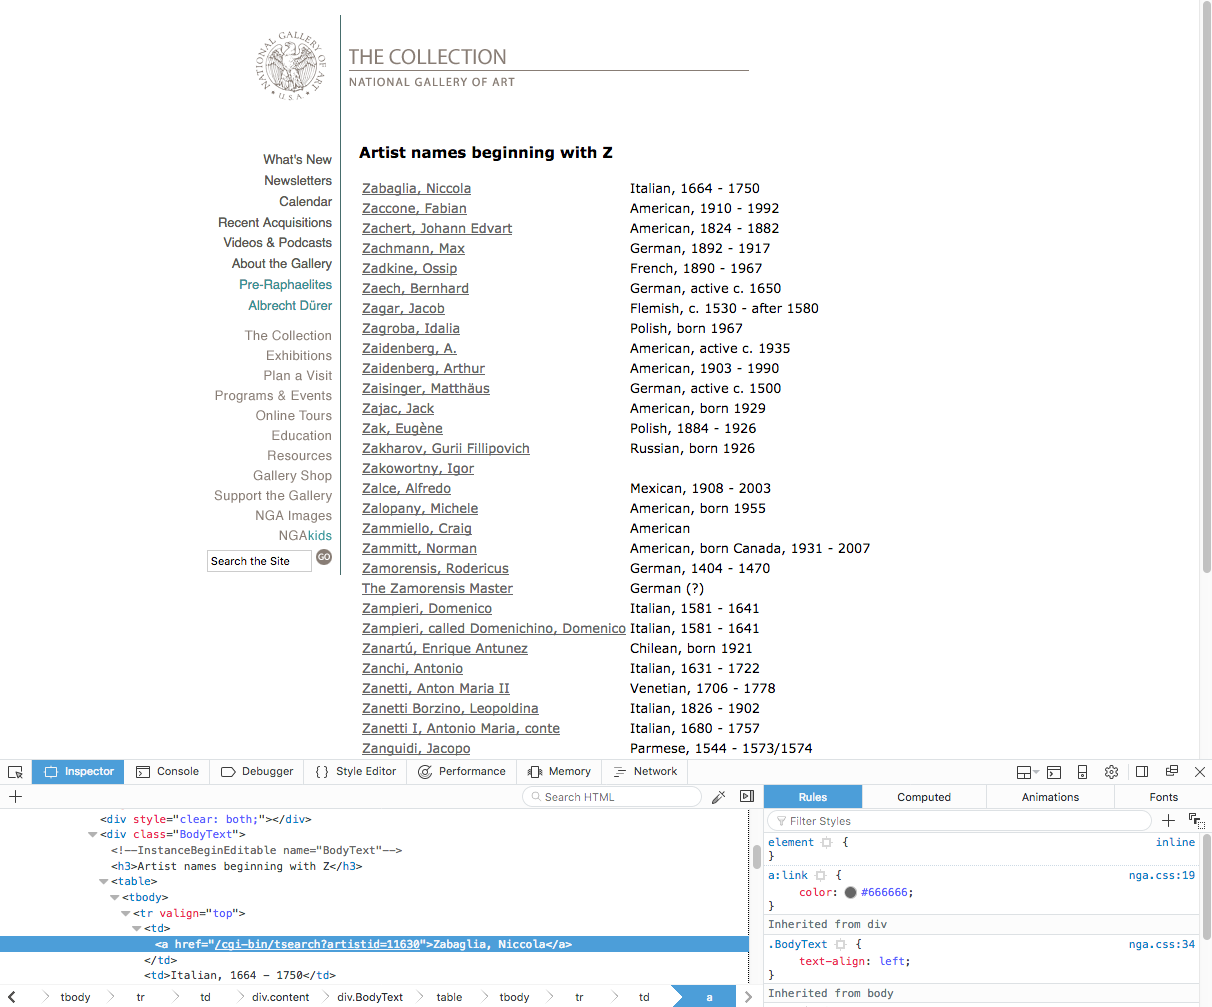 NATIONAL GALLERY OF ART
U.S.A.
THE COLLECTION
NATIONAL GALLERY OF ART
What's New
Newsletters
Calendar
Recent Acquisitions
Videos & Podcasts
About the Gallery
Pre-Raphaelites
Albrecht Dürer
The Collection
Exhibitions
Plan a Visit
Programs & Events
Online Tours
Education
Resources
Gallery Shop
Support the Gallery
NGA Images
NGAkids
Search the Site GO
Artist names beginning with Z
Zabaglia, Niccola Italian, 1664 - 1750
Zaccone, Fabian American, 1910 - 1992
Zachert, Johann Edvart American, 1824 - 1882
Zachmann, Max German, 1892 - 1917
Zadkine, Ossip French, 1890 - 1967
Zaech, Bernhard German, active c. 1650
Zagar, Jacob Flemish, c. 1530 - after 1580
Zagroba, Idalia Polish, born 1967
Zaidenberg, A. American, active c. 1935
Zaidenberg, Arthur American, 1903 - 1990
Zaisinger, Matthäus German, active c. 1500
Zajac, Jack American, born 1929
Zak, Eugène Polish, 1884 - 1926
Zakharov, Gurii Fillipovich Russian, born 1926
Zakowortny, Igor
Zalce, Alfredo Mexican, 1908 - 2003
Zalopany, Michele American, born 1955
Zammiello, Craig American
Zammitt, Norman American, born Canada, 1931 - 2007
Zamorensis, Rodericus German, 1404 - 1470
The Zamorensis Master German (?)
Zampieri, Domenico Italian, 1581 - 1641
Zampieri, called Domenichino, Domenico Italian, 1581 - 1641
Zanartú, Enrique Antunez Chilean, born 1921
Zanchi, Antonio Italian, 1631 - 1722
Zanetti, Anton Maria II Venetian, 1706 - 1778
Zanetti Borzino, Leopoldina Italian, 1826 - 1902
Zanetti I, Antonio Maria, conte Italian, 1680 - 1757
Zanguidi, Jacopo Parmese, 1544 - 1573/1574
Inspector Console Debugger { } Style Editor Performance Memory Network
+ Search HTML
<div style="clear: both;"></div>
<div class="BodyText">
<!--InstanceBeginEditable name="BodyText"-->
<h3>Artist names beginning with Z</h3>
<table>
<tbody>
<tr valign="top">
<td>
<a href="/cgi-bin/tsearch?artistid=11630">Zabaglia, Niccola</a>
</td>
<td>Italian, 1664 - 1750</td>
tbody tr td div.content div.BodyText table tbody tr td a
Rules Computed Animations Fonts
Filter Styles +
element { inline
}
a:link { nga.css:19
color: #666666;
}
Inherited from div
.BodyText { nga.css:34
text-align: left;
}
Inherited from body